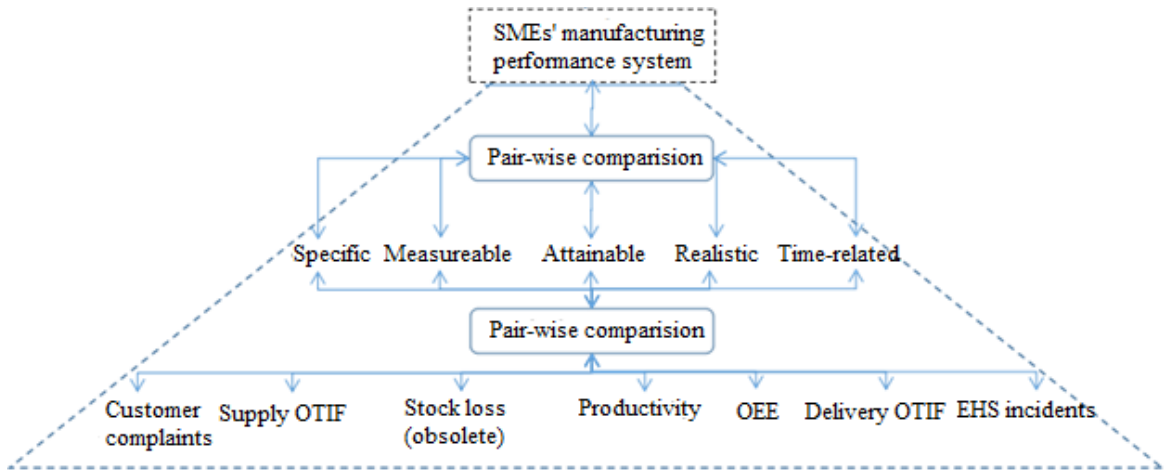 SMEs' manufacturing
performance system
Pair-wise comparision
Specific Measureable Attainable Realistic Time-related
Pair-wise comparision
Customer
complaints
Supply OTIF
Stock loss
(obsolete)
Productivity
OEE
Delivery OTIF
EHS incidents